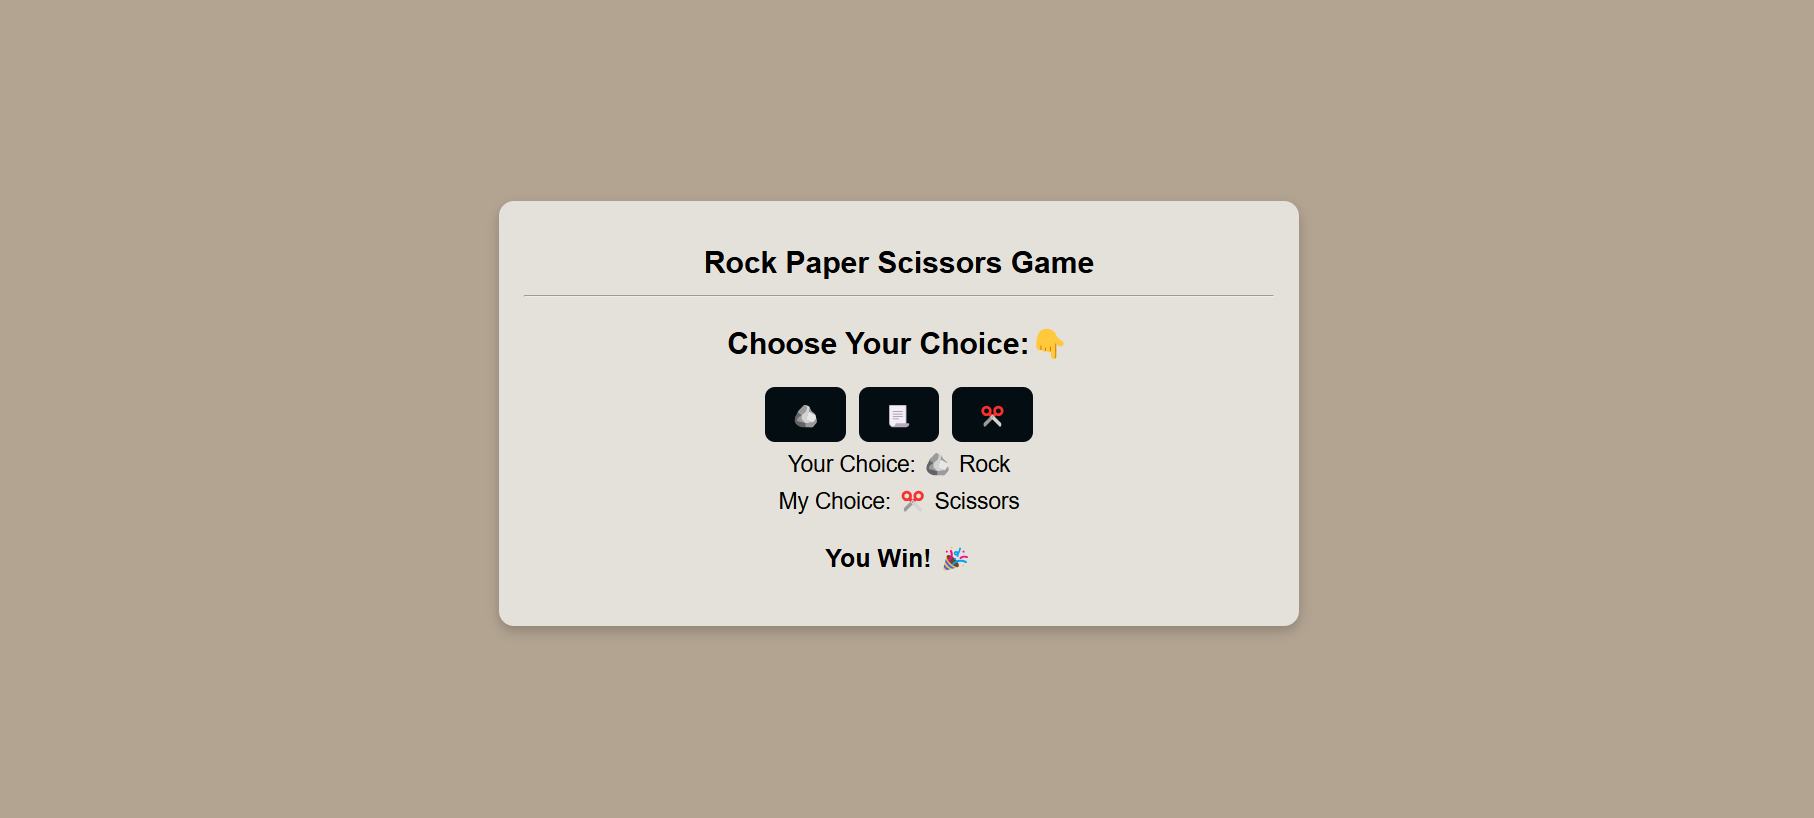 Rock Paper Scissors Game
Choose Your Choice:👇
Your Choice: 🪨 Rock
My Choice: ✂️ Scissors
You Win! 🎉